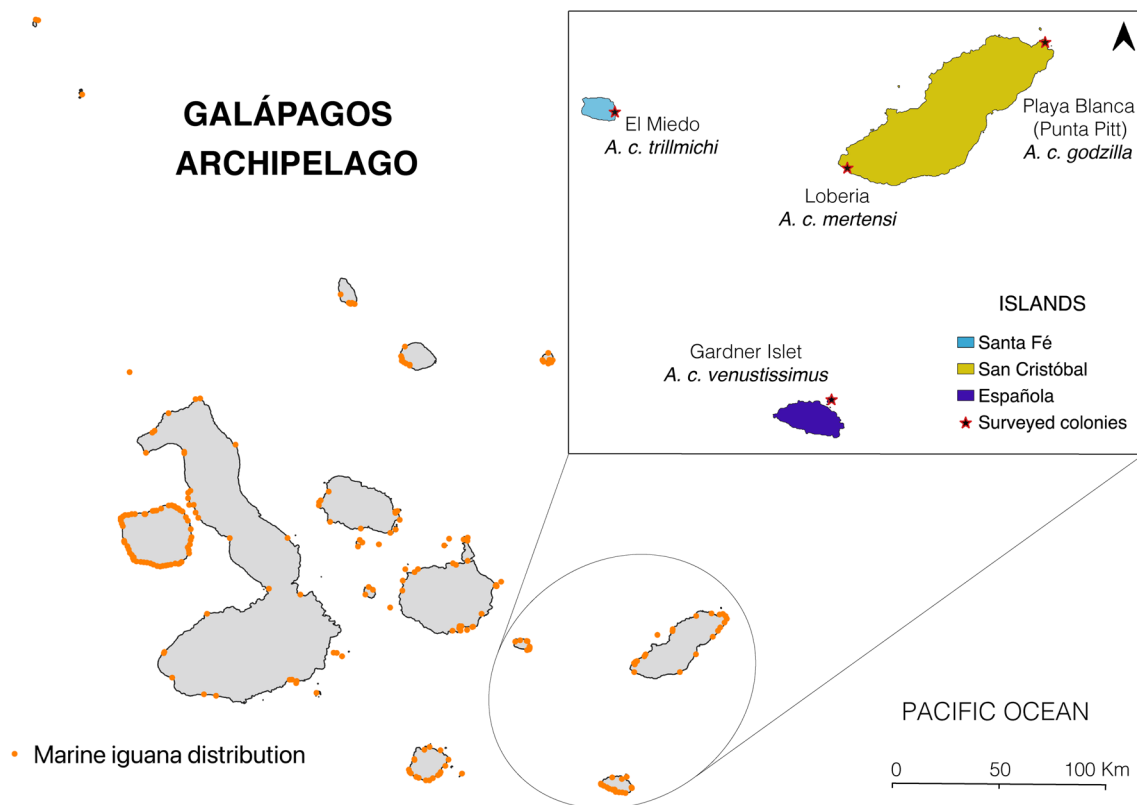 GALÁPAGOS
ARCHIPELAGO
El Miedo
A. c. trillmichi
Playa Blanca
(Punta Pitt)
A. c. godzilla
Loberia
A. c. mertensi
Gardner Islet
A. c. venustissimus
ISLANDS
Santa Fé
San Cristóbal
Española
Surveyed colonies
PACIFIC OCEAN
Marine iguana distribution
0 50 100 Km